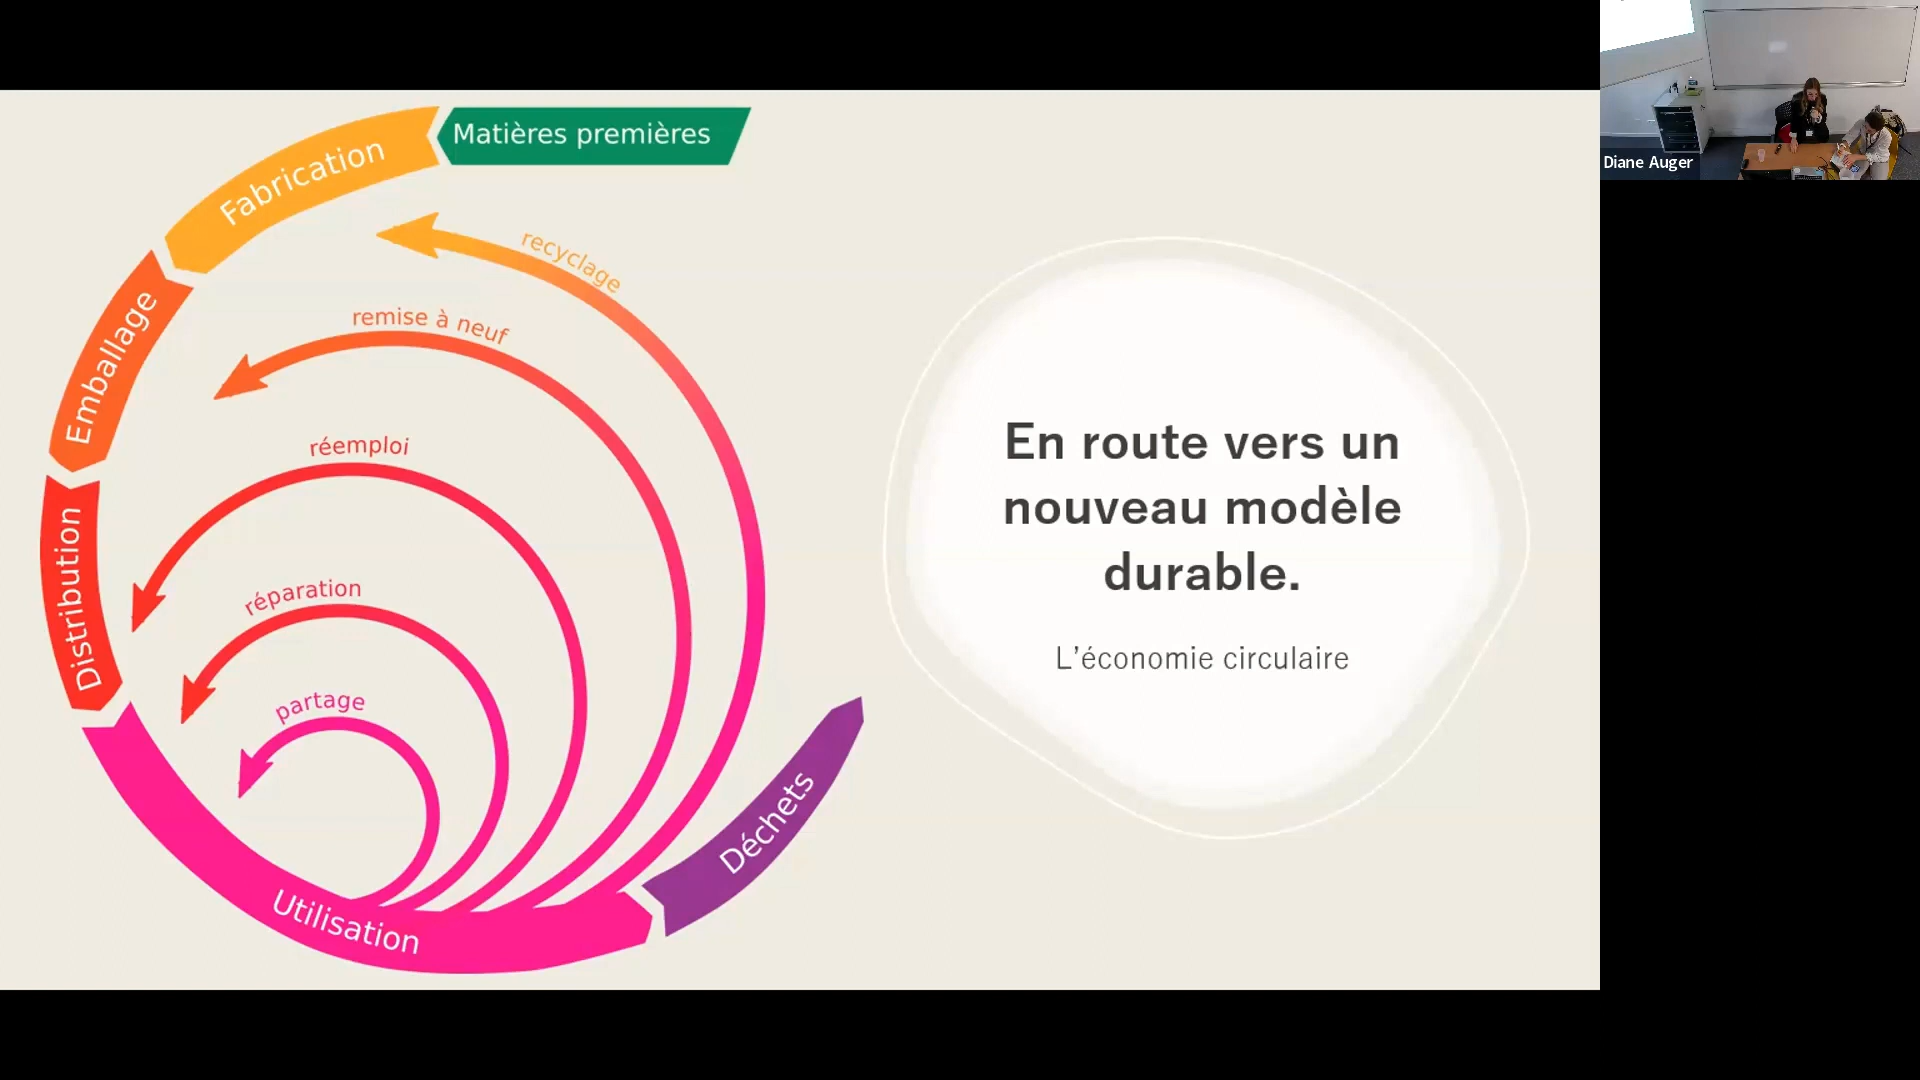 Matières premières
Fabrication
Emballage
Distribution
Utilisation
Déchets
recyclage
remise à neuf
réemploi
réparation
partage
En route vers un
nouveau modèle
durable.
L'économie circulaire
Diane Auger